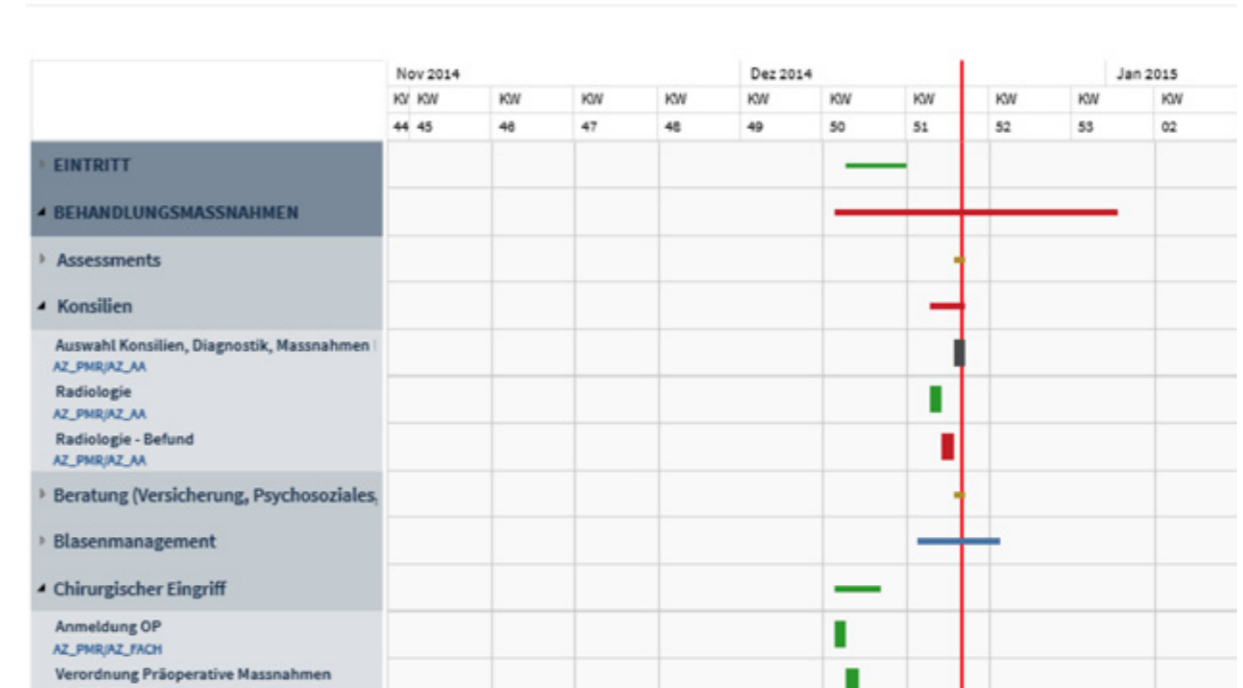 Nov 2014 Dez 2014 Jan 2015
KW KW KW KW KW KW KW KW KW KW
44 45 46 47 48 49 50 51 52 53 02
EINTRITT
BEHANDLUNGSMASSNAHMEN
Assessments
Konsilien
Auswahl Konsilien, Diagnostik, Massnahmen
AZ_PMR/AZ_AA
Radiologie
AZ_PMR/AZ_AA
Radiologie - Befund
AZ_PMR/AZ_AA
Beratung (Versicherung, Psychosoziales,
Blasenmanagement
Chirurgischer Eingriff
Anmeldung OP
AZ_PMR/AZ_FACH
Verordnung Präoperative Massnahmen